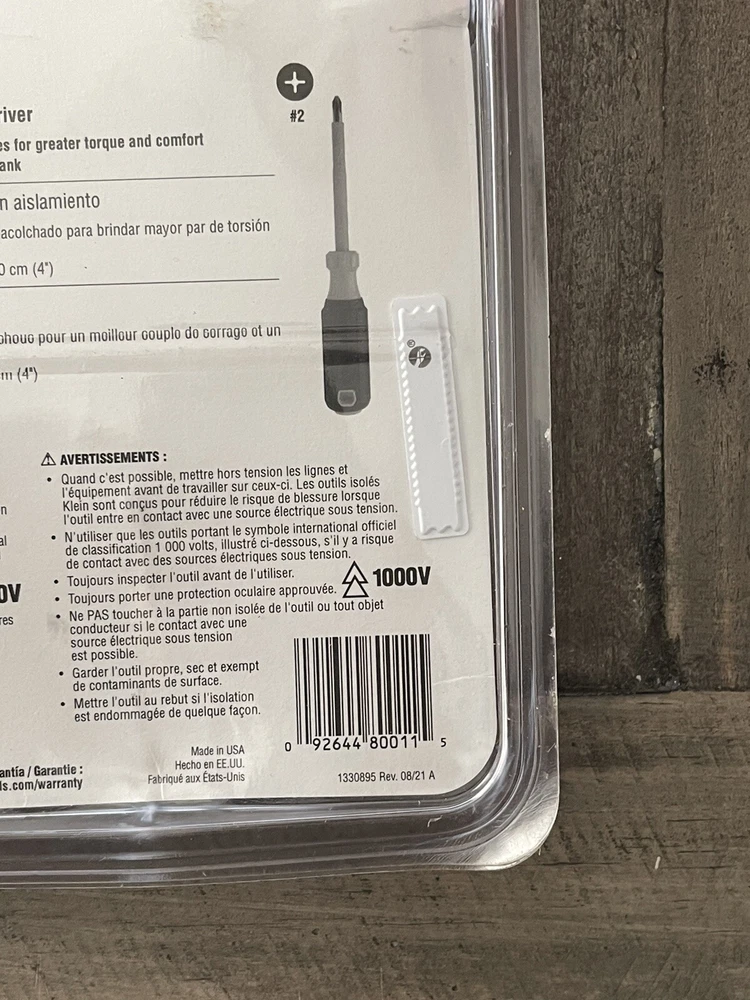 #2
river
es for greater torque and comfort
ank
n aislamiento
acolchado para brindar mayor par de torsión
0 cm (4")
pour un
(4")
⚠ AVERTISSEMENTS :
• Quand c'est possible, mettre hors tension les lignes et
l'équipement avant de travailler sur ceux-ci. Les outils isolés
Klein sont conçus pour réduire le risque de blessure lorsque
l'outil entre en contact avec une source électrique sous tension.
• N'utiliser que les outils portant le symbole international officiel
de classification 1 000 volts, illustré ci-dessous, s'il y a risque
de contact avec des sources électriques sous tension.
• Toujours inspecter l'outil avant de l'utiliser.
• Toujours porter une protection oculaire approuvée.
1000V
• Ne PAS toucher à la partie non isolée de l'outil ou tout objet
conducteur si le contact avec une
source électrique sous tension
est possible.
• Garder l'outil propre, sec et exempt
de contaminants de surface.
• Mettre l'outil au rebut si l'isolation
est endommagée de quelque façon.
n
al
0V
res
antía / Garantie :
ls.com/warranty
Made in USA
Hecho en EE.UU.
Fabriqué aux États-Unis
0 92644 80011 5
1330895 Rev. 08/21 A